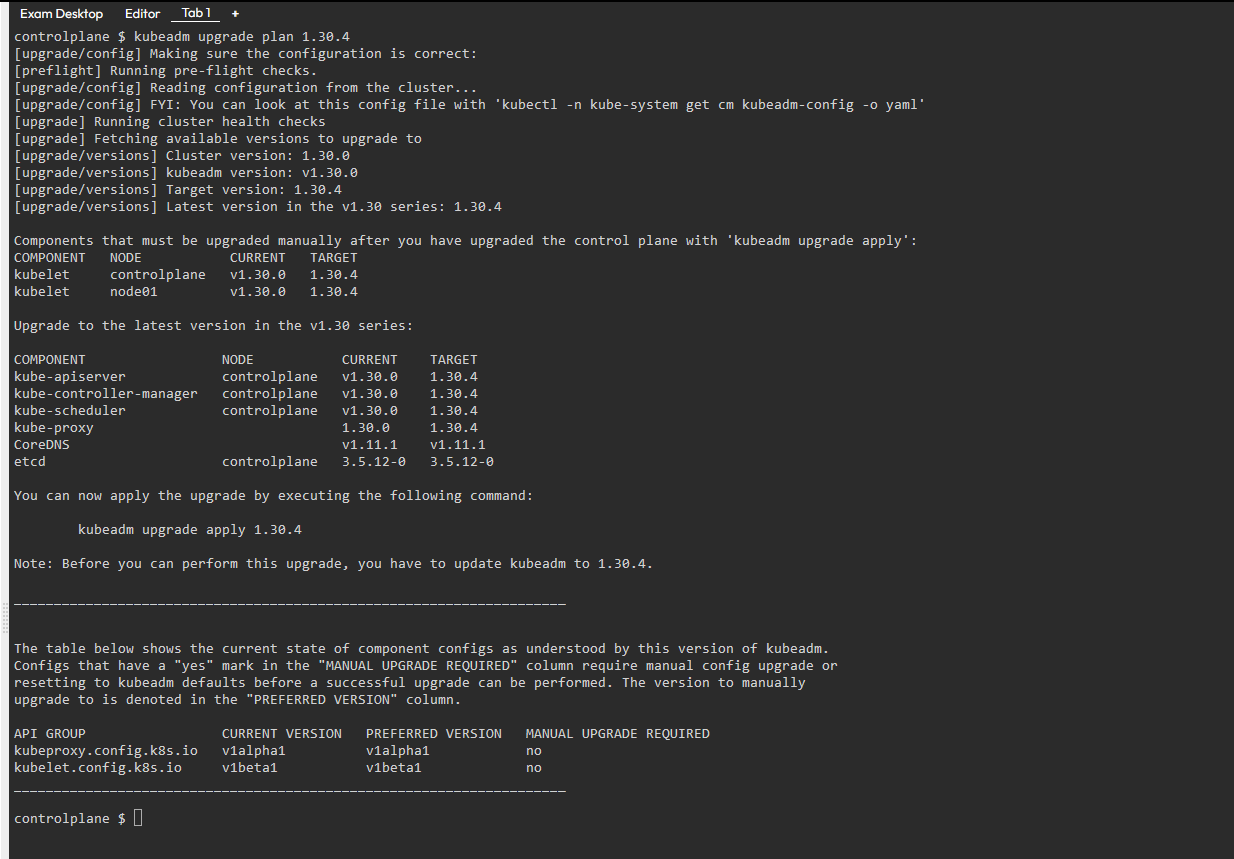 Exam Desktop Editor Tab 1 +
controlplane $ kubeadm upgrade plan 1.30.4
[upgrade/config] Making sure the configuration is correct:
[preflight] Running pre-flight checks.
[upgrade/config] Reading configuration from the cluster...
[upgrade/config] FYI: You can look at this config file with 'kubectl -n kube-system get cm kubeadm-config -o yaml'
[upgrade] Running cluster health checks
[upgrade] Fetching available versions to upgrade to
[upgrade/versions] Cluster version: 1.30.0
[upgrade/versions] kubeadm version: v1.30.0
[upgrade/versions] Target version: 1.30.4
[upgrade/versions] Latest version in the v1.30 series: 1.30.4

Components that must be upgraded manually after you have upgraded the control plane with 'kubeadm upgrade apply':
COMPONENT   NODE           CURRENT   TARGET
kubelet     controlplane   v1.30.0   1.30.4
kubelet     node01         v1.30.0   1.30.4

Upgrade to the latest version in the v1.30 series:

COMPONENT                 NODE           CURRENT    TARGET
kube-apiserver            controlplane   v1.30.0    1.30.4
kube-controller-manager   controlplane   v1.30.0    1.30.4
kube-scheduler            controlplane   v1.30.0    1.30.4
kube-proxy                               1.30.0     1.30.4
CoreDNS                                  v1.11.1    v1.11.1
etcd                      controlplane   3.5.12-0   3.5.12-0

You can now apply the upgrade by executing the following command:

        kubeadm upgrade apply 1.30.4

Note: Before you can perform this upgrade, you have to update kubeadm to 1.30.4.

_____________________________________________________________________

The table below shows the current state of component configs as understood by this version of kubeadm.
Configs that have a "yes" mark in the "MANUAL UPGRADE REQUIRED" column require manual config upgrade or
resetting to kubeadm defaults before a successful upgrade can be performed. The version to manually
upgrade to is denoted in the "PREFERRED VERSION" column.

API GROUP                 CURRENT VERSION   PREFERRED VERSION   MANUAL UPGRADE REQUIRED
kubeproxy.config.k8s.io   v1alpha1          v1alpha1            no
kubelet.config.k8s.io     v1beta1           v1beta1             no
_____________________________________________________________________

controlplane $